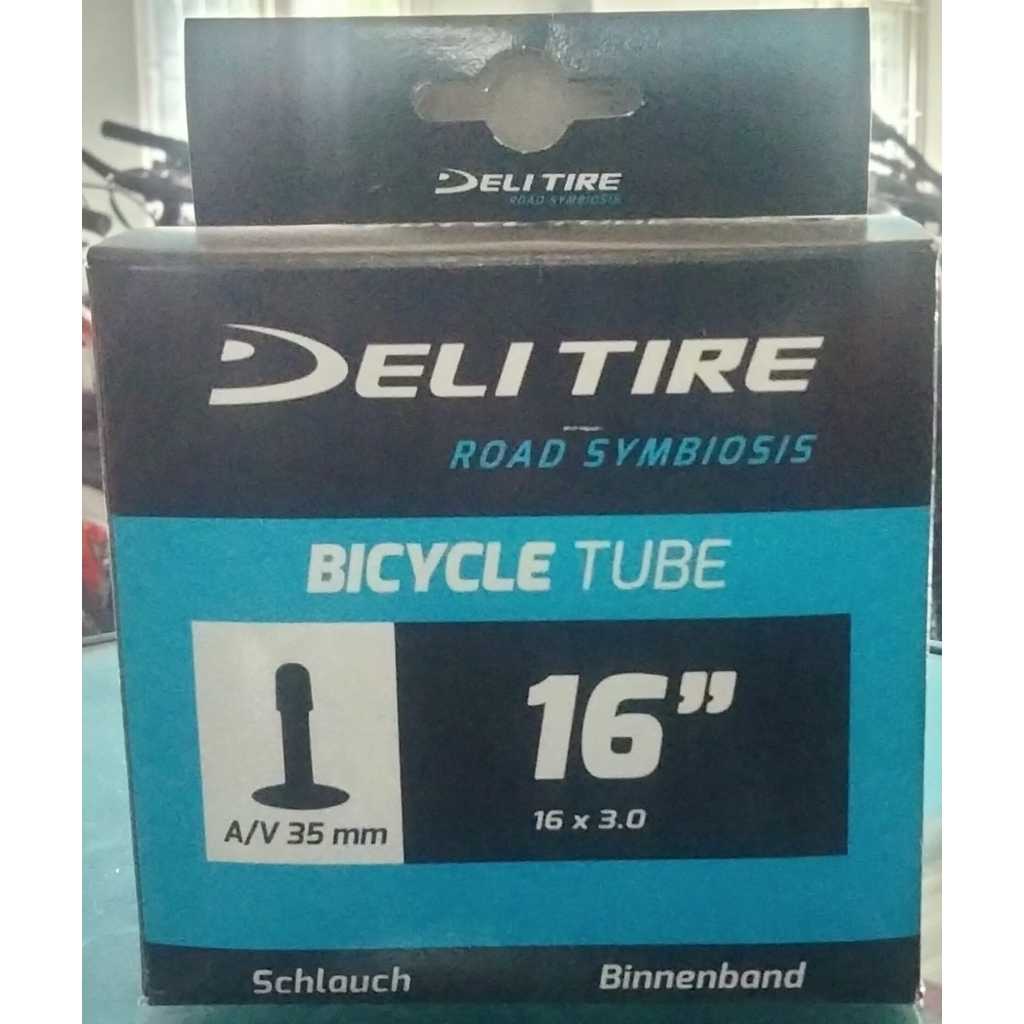 DELI TIRE
ROAD SYMBIOSIS
DELI TIRE
ROAD SYMBIOSIS
BICYCLE TUBE
16”
16 x 3.0
A/V 35 mm
Schlauch Binnenband